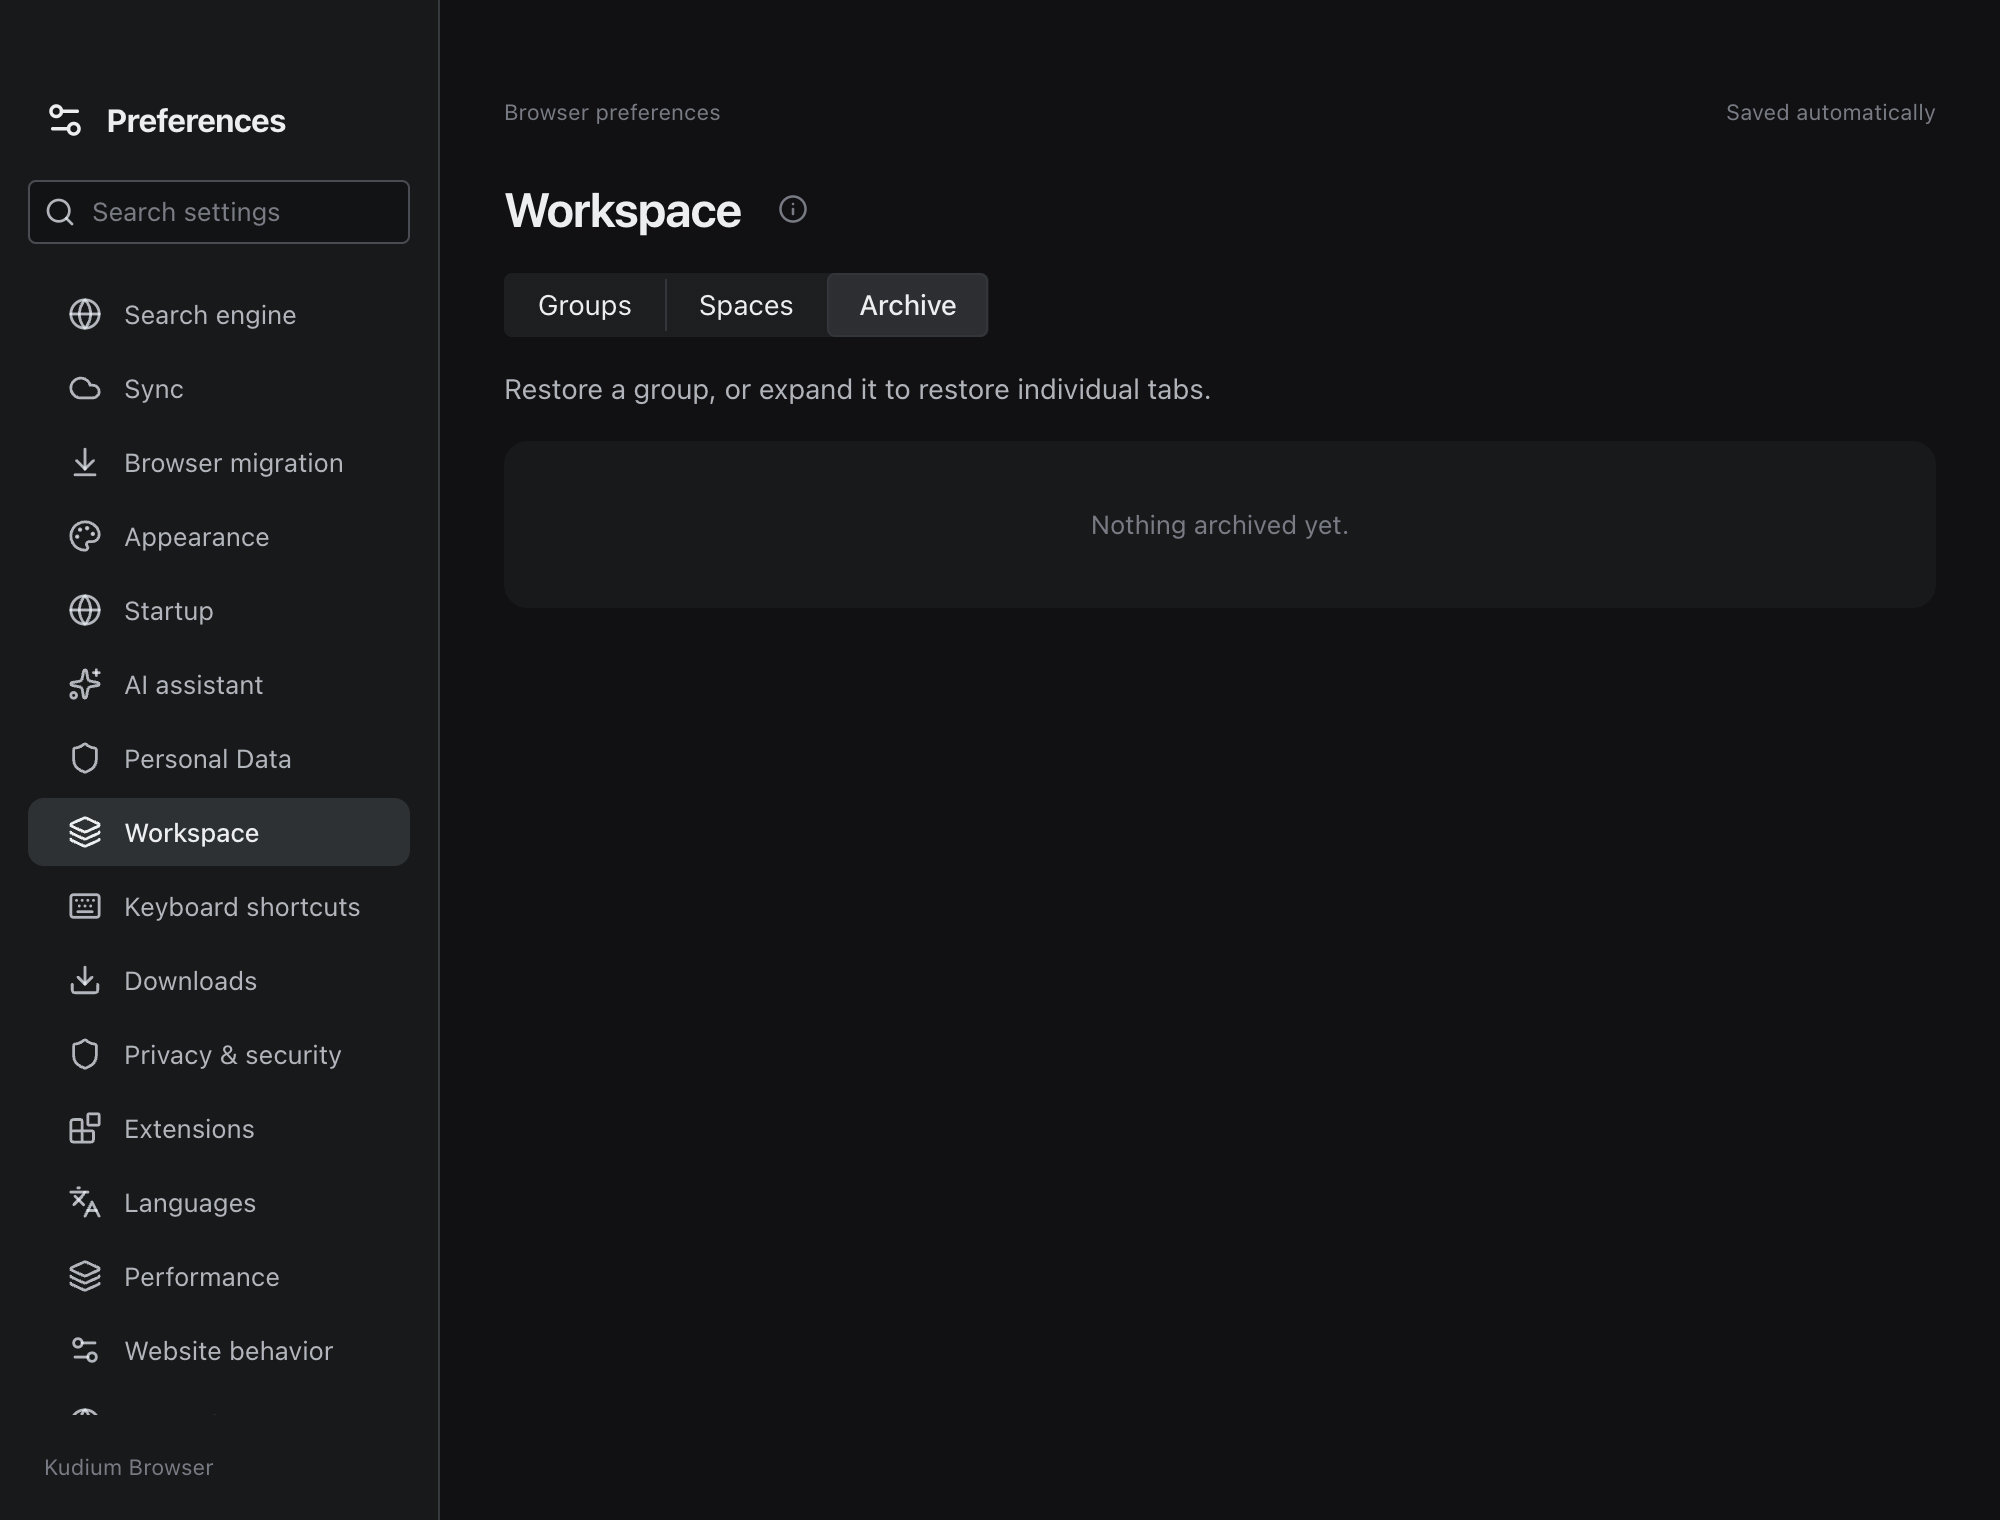 Preferences
Search settings
Search engine
Sync
Browser migration
Appearance
Startup
AI assistant
Personal Data
Workspace
Keyboard shortcuts
Downloads
Privacy & security
Extensions
Languages
Performance
Website behavior
Kudium Browser
Browser preferences
Saved automatically
Workspace
Groups
Spaces
Archive
Restore a group, or expand it to restore individual tabs.
Nothing archived yet.